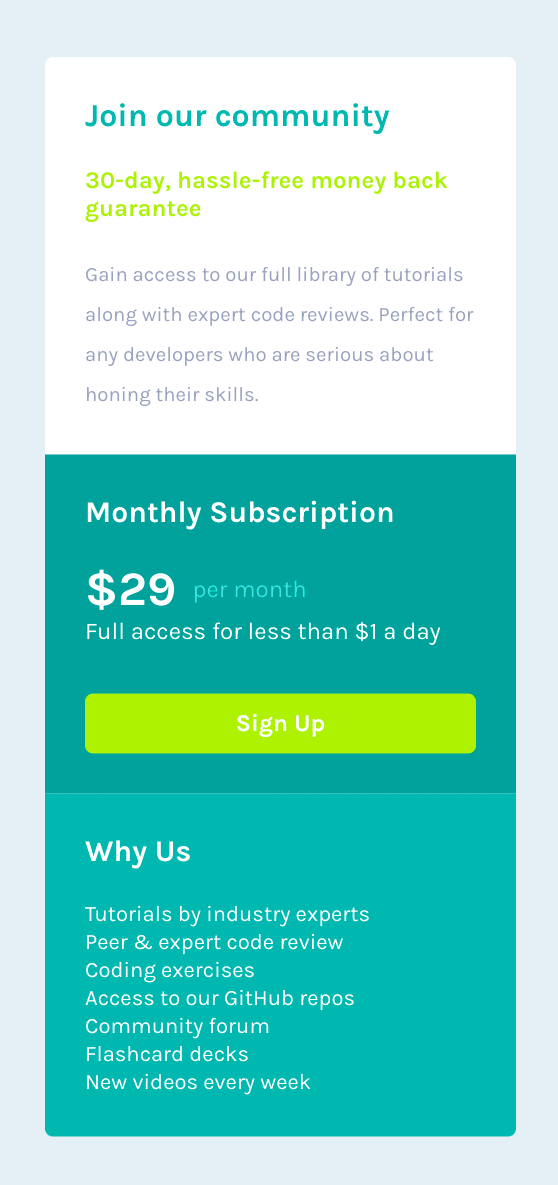 Join our community
30-day, hassle-free money back
guarantee
Gain access to our full library of tutorials
along with expert code reviews. Perfect for
any developers who are serious about
honing their skills.
Monthly Subscription
$29 per month
Full access for less than $1 a day
Sign Up
Why Us
Tutorials by industry experts
Peer & expert code review
Coding exercises
Access to our GitHub repos
Community forum
Flashcard decks
New videos every week